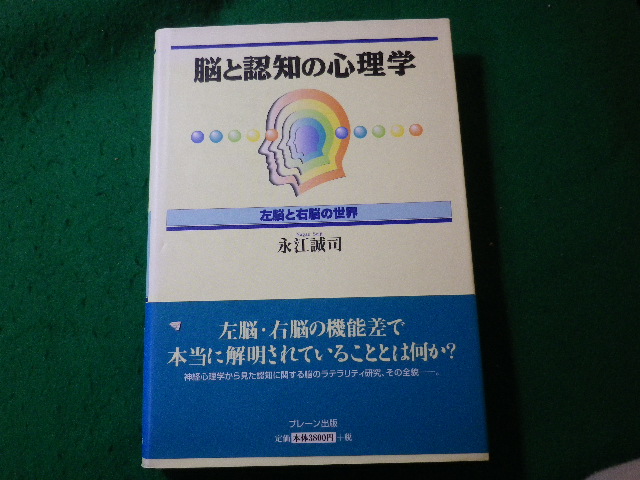 脳と認知の心理学
左脳と右脳の世界
永江誠司
左脳・右脳の機能差で
本当に解明されていることとは何か?
神経心理学から見た認知に関する脳のラテラリティ研究、その全貌——。
ブレーン出版
定価 本体3800円 +税